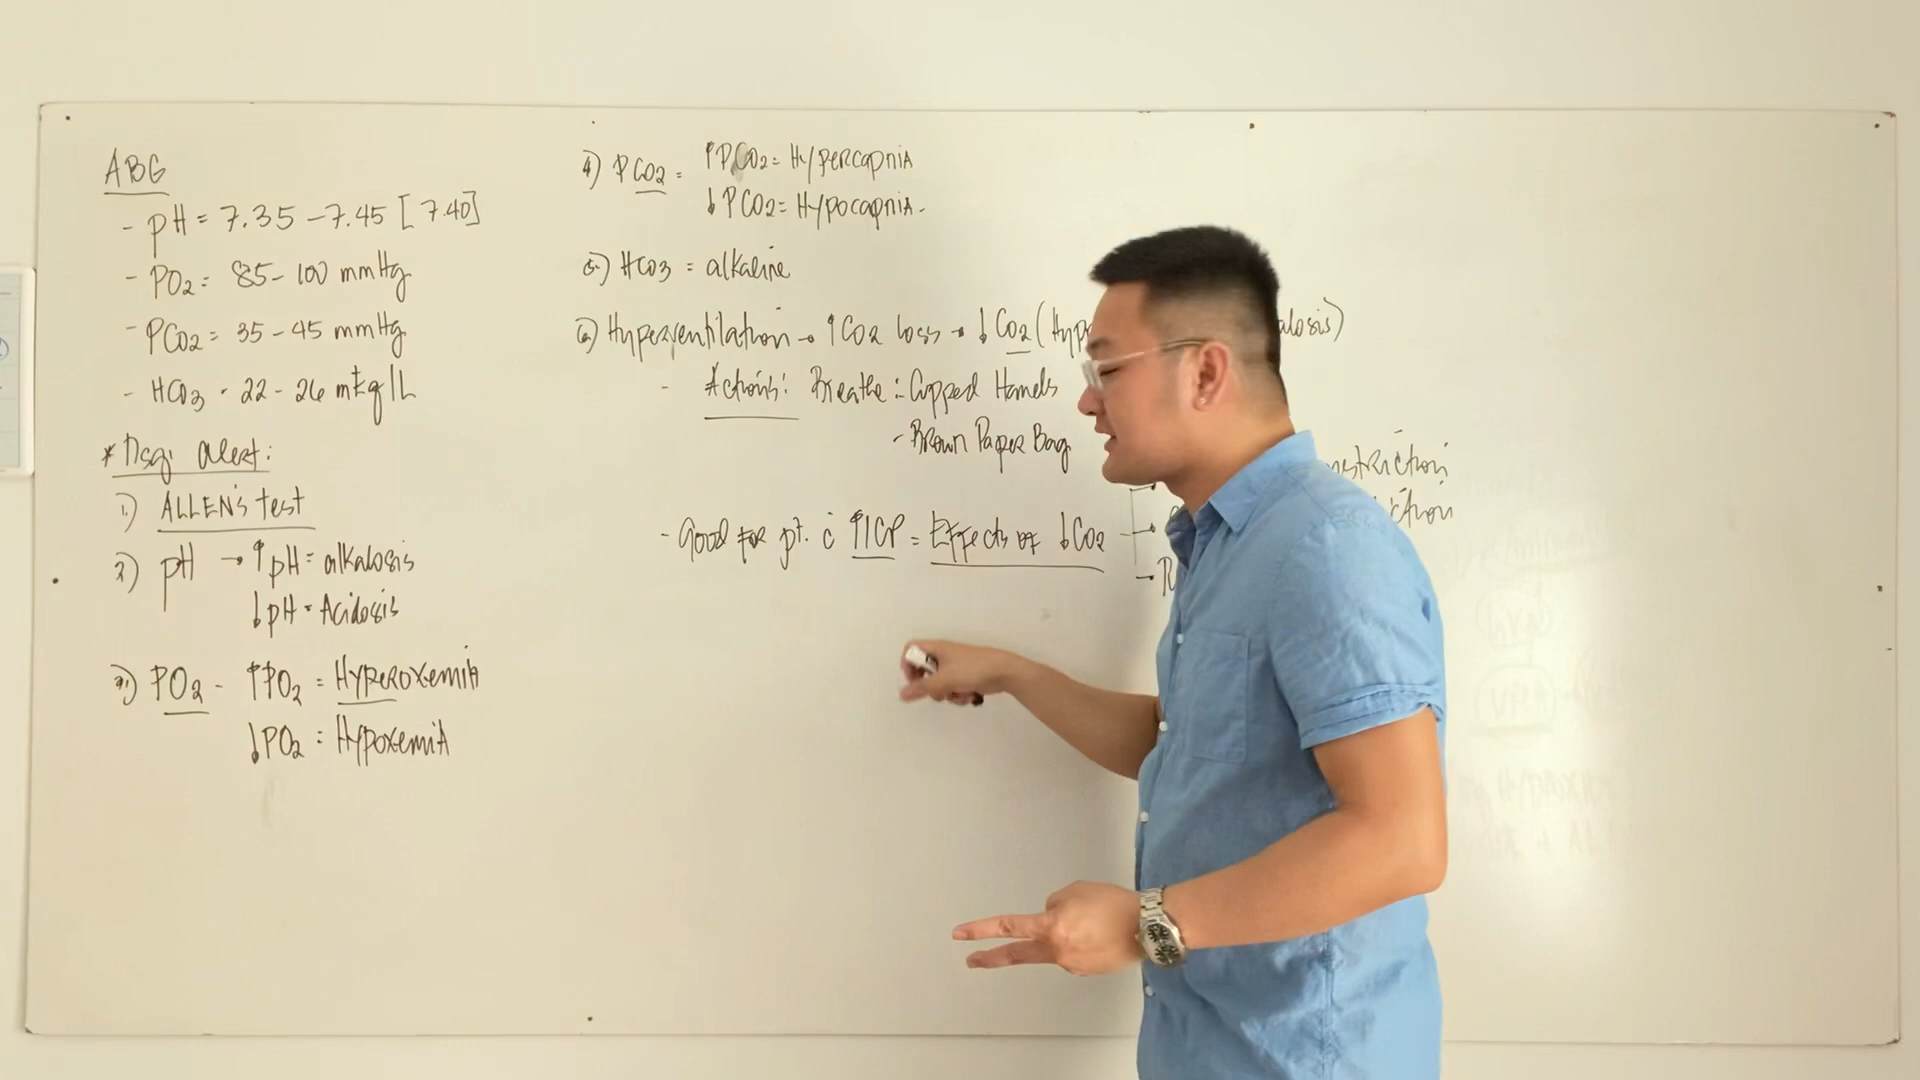 ABG
- pH = 7.35 - 7.45 [7.40]
- PO2 = 85 - 100 mmHg
- PCO2 = 35 - 45 mmHg
- HCO3 - 22 - 26 mEq/L
* Nsg. Alert:
1) ALLEN's test
2) pH → ↑pH = alkalosis
↓pH = Acidosis
3) PO2 - ↑PO2 = HYPEROXEMIA
↓PO2 = HYPOXEMIA
4) PCO2 = ↑PCO2 = HYPERCAPNIA
↓PCO2 = HYPOCAPNIA
5) HCO3 = alkaline
6) Hyperventilation → ↑CO2 loss → ↓CO2 (Hyp alosis)
- Actions: Breathe : - Cupped Hands
- Brown Paper Bag
- Good for pt. c̄ ↑ICP = Effects of ↓CO2